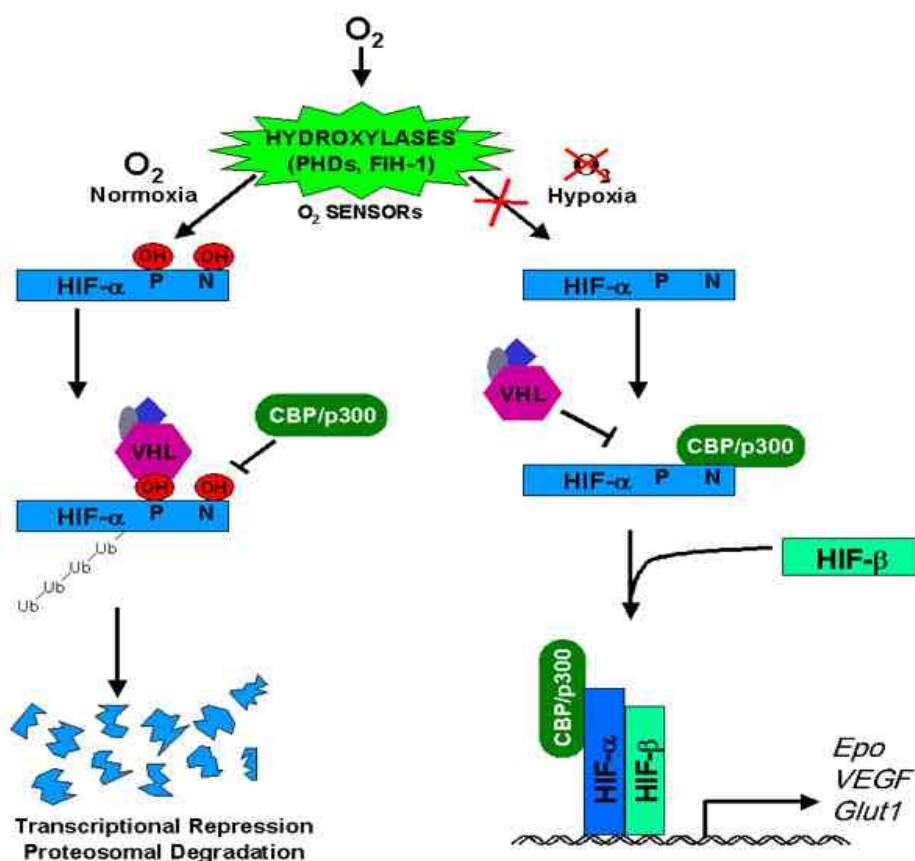 O2
HYDROXYLASES
(PHDs, FIH-1)
O2 SENSORs
O2
Normoxia
O2
Hypoxia
OH OH
HIF-α P N
HIF-α P N
VHL
CBP/p300
OH OH
HIF-α P N
Ub
Ub
Ub
Ub
VHL
CBP/p300
HIF-α P N
HIF-β
CBP/p300
HIF-α
HIF-β
Epo
VEGF
Glut1
Transcriptional Repression
Proteosomal Degradation